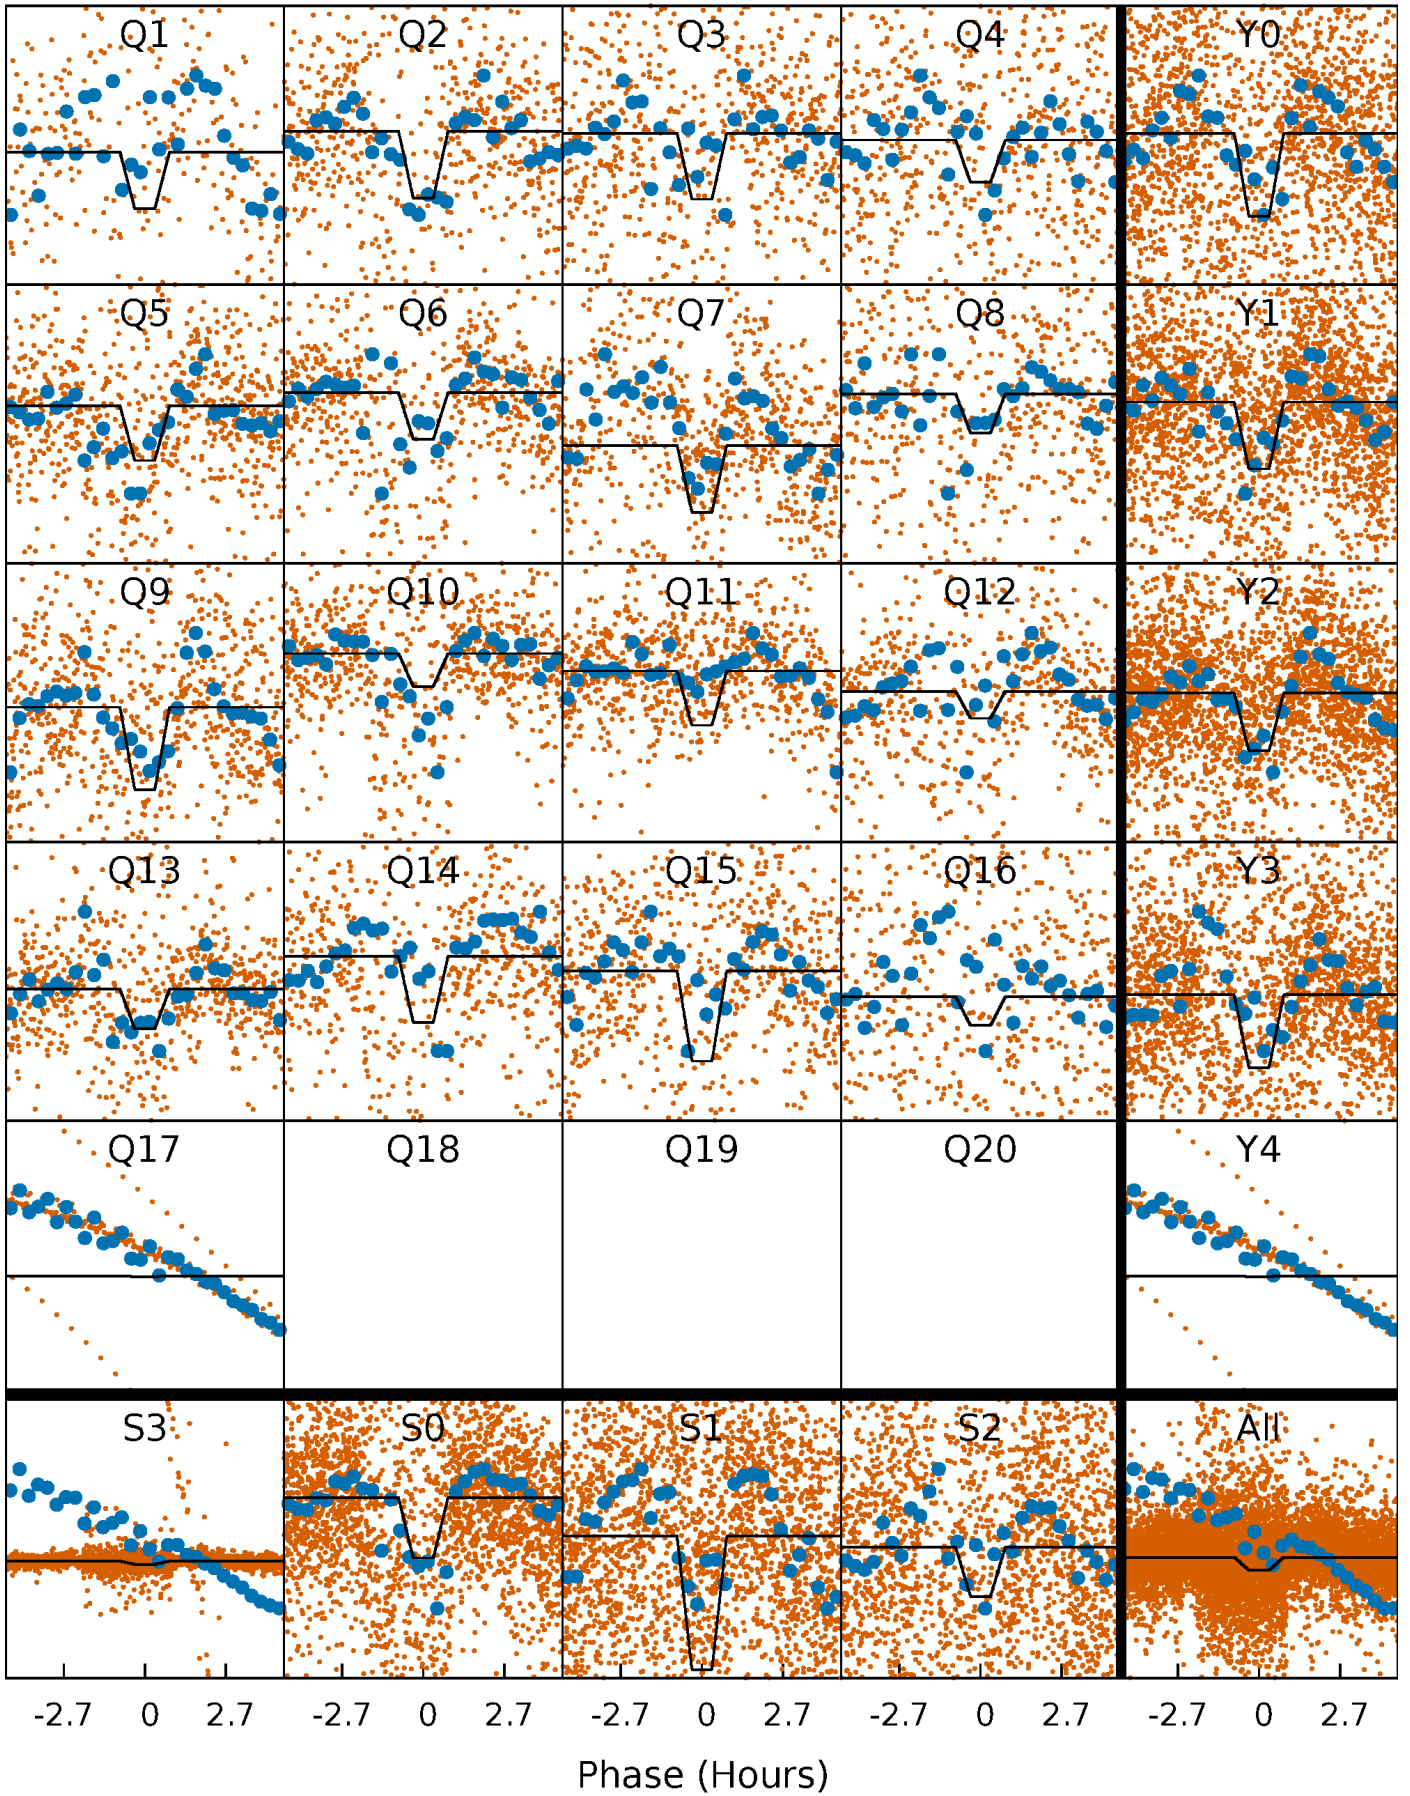 Q1 Q2 Q3 Q4 Y0
Q5 Q6 Q7 Q8 Y1
Q9 Q10 Q11 Q12 Y2
Q13 Q14 Q15 Q16 Y3
Q17 Q18 Q19 Q20 Y4
S3 S0 S1 S2 All
-2.7 0 2.7 -2.7 0 2.7 -2.7 0 2.7 -2.7 0 2.7 -2.7 0 2.7
Phase (Hours)